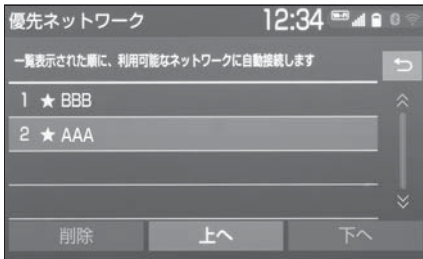 優先ネットワーク 12:34 Wi-Fi
一覧表示された順に、利用可能なネットワークに自動接続します
1 ★ BBB
2 ★ AAA
削除 上へ 下へ